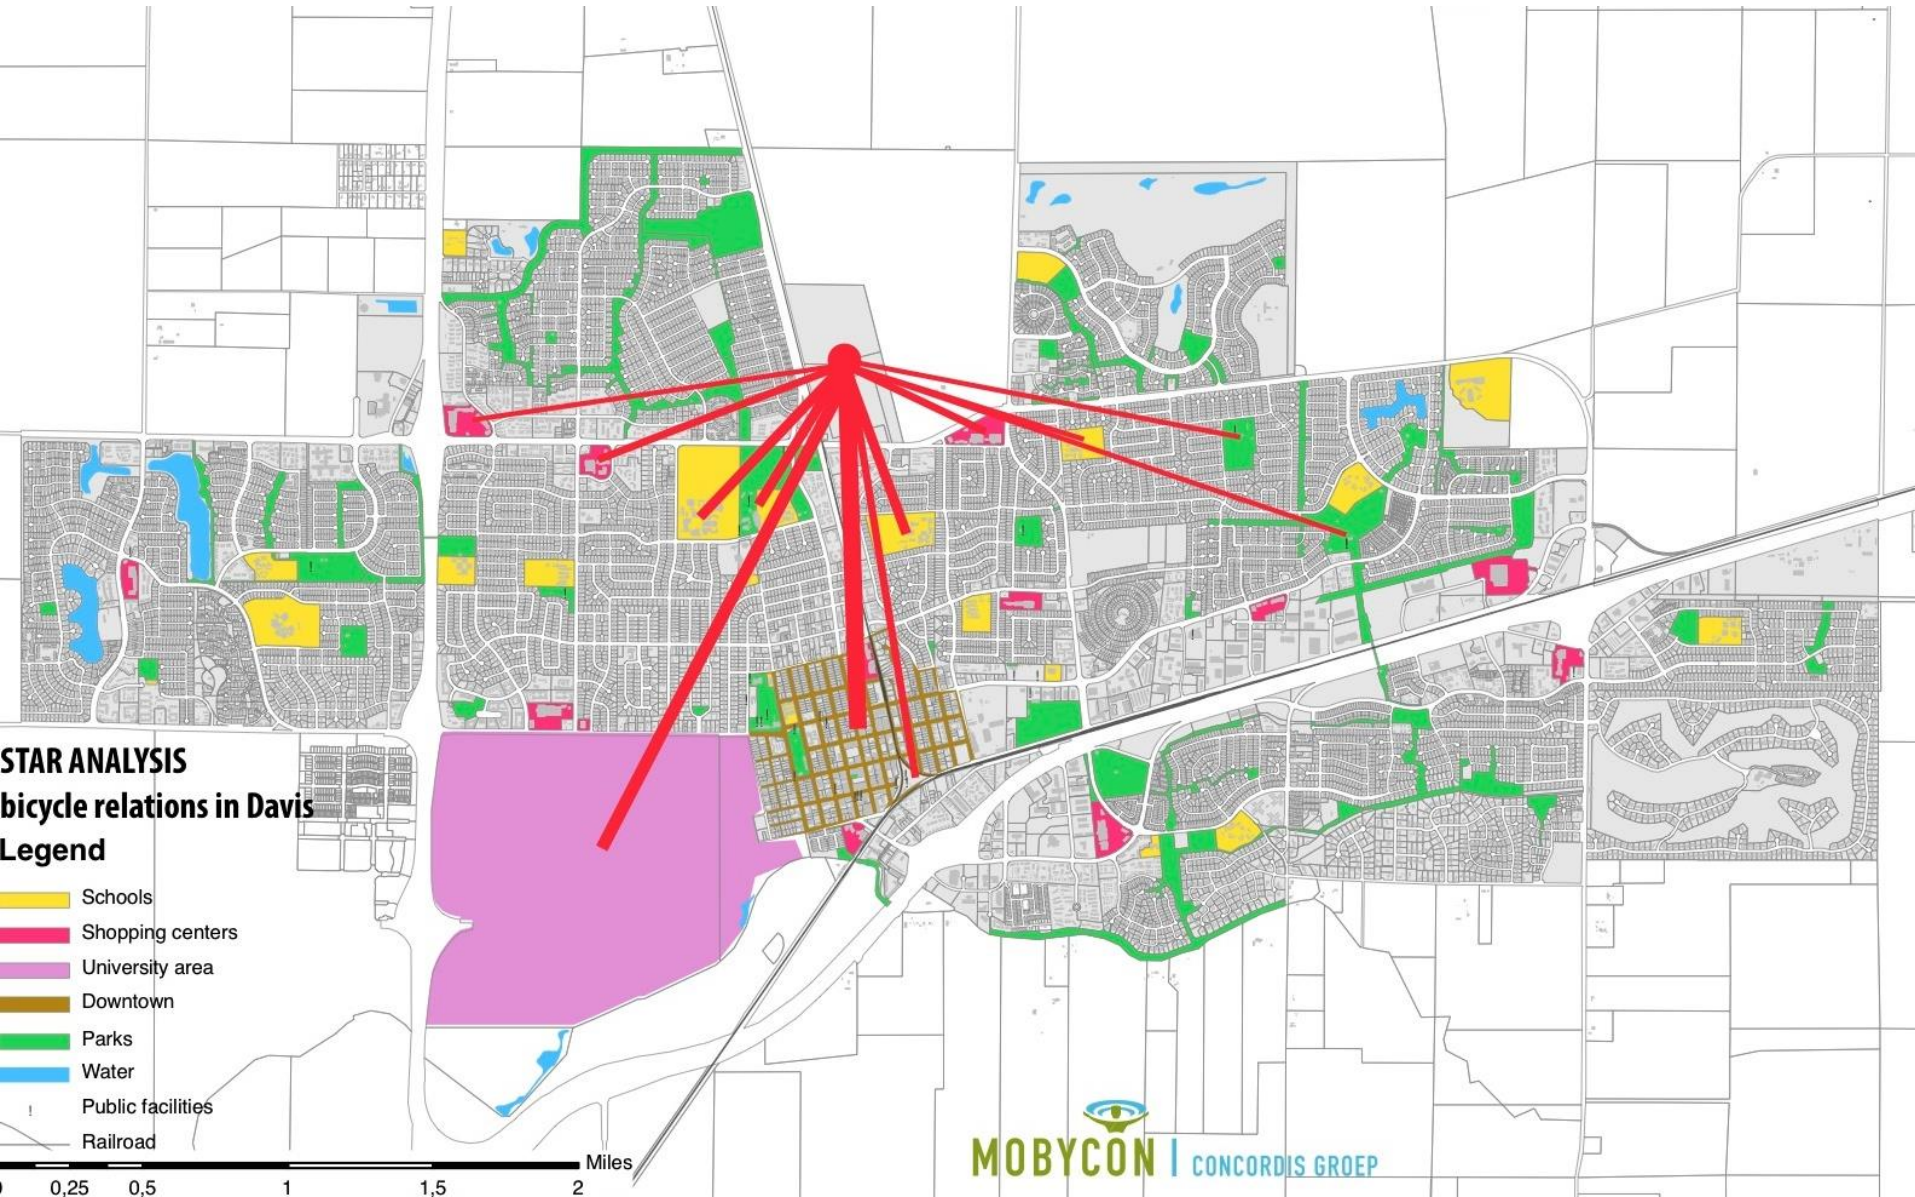 STAR ANALYSIS
bicycle relations in Davis
Legend
Schools
Shopping centers
University area
Downtown
Parks
Water
! Public facilities
Railroad
Miles
0 0,25 0,5 1 1,5 2
MOBYCON | CONCORDIS GROEP